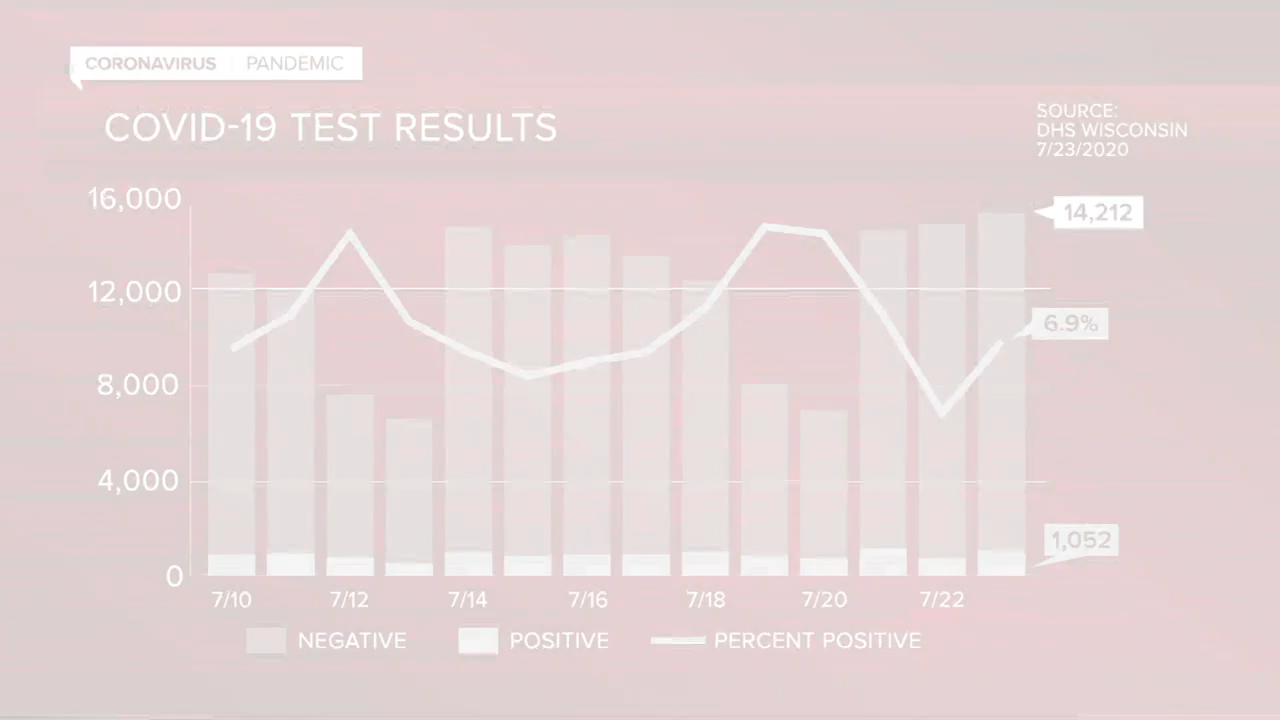 CORONAVIRUS PANDEMIC
COVID-19 TEST RESULTS
SOURCE:
DHS WISCONSIN
7/23/2020
16,000
14,212
12,000
6.9%
8,000
4,000
1,052
0
7/10 7/12 7/14 7/16 7/18 7/20 7/22
NEGATIVE POSITIVE PERCENT POSITIVE